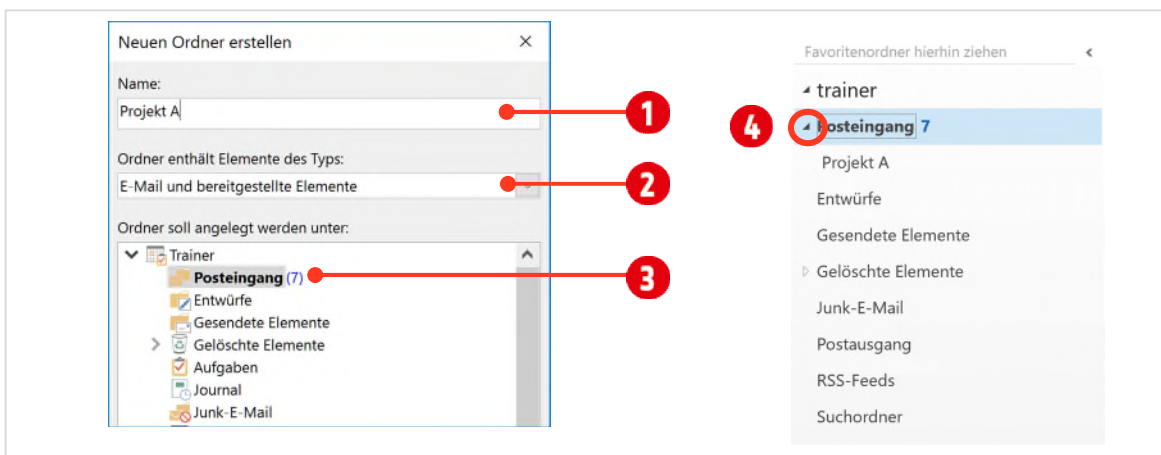 Neuen Ordner erstellen
Name:
Projekt A
1
Ordner enthält Elemente des Typs:
E-Mail und bereitgestellte Elemente
2
Ordner soll angelegt werden unter:
Trainer
Posteingang (7)
3
Entwürfe
Gesendete Elemente
Gelöschte Elemente
Aufgaben
Journal
Junk-E-Mail
Favoritenordner hierhin ziehen
trainer
4
Posteingang 7
Projekt A
Entwürfe
Gesendete Elemente
Gelöschte Elemente
Junk-E-Mail
Postausgang
RSS-Feeds
Suchordner